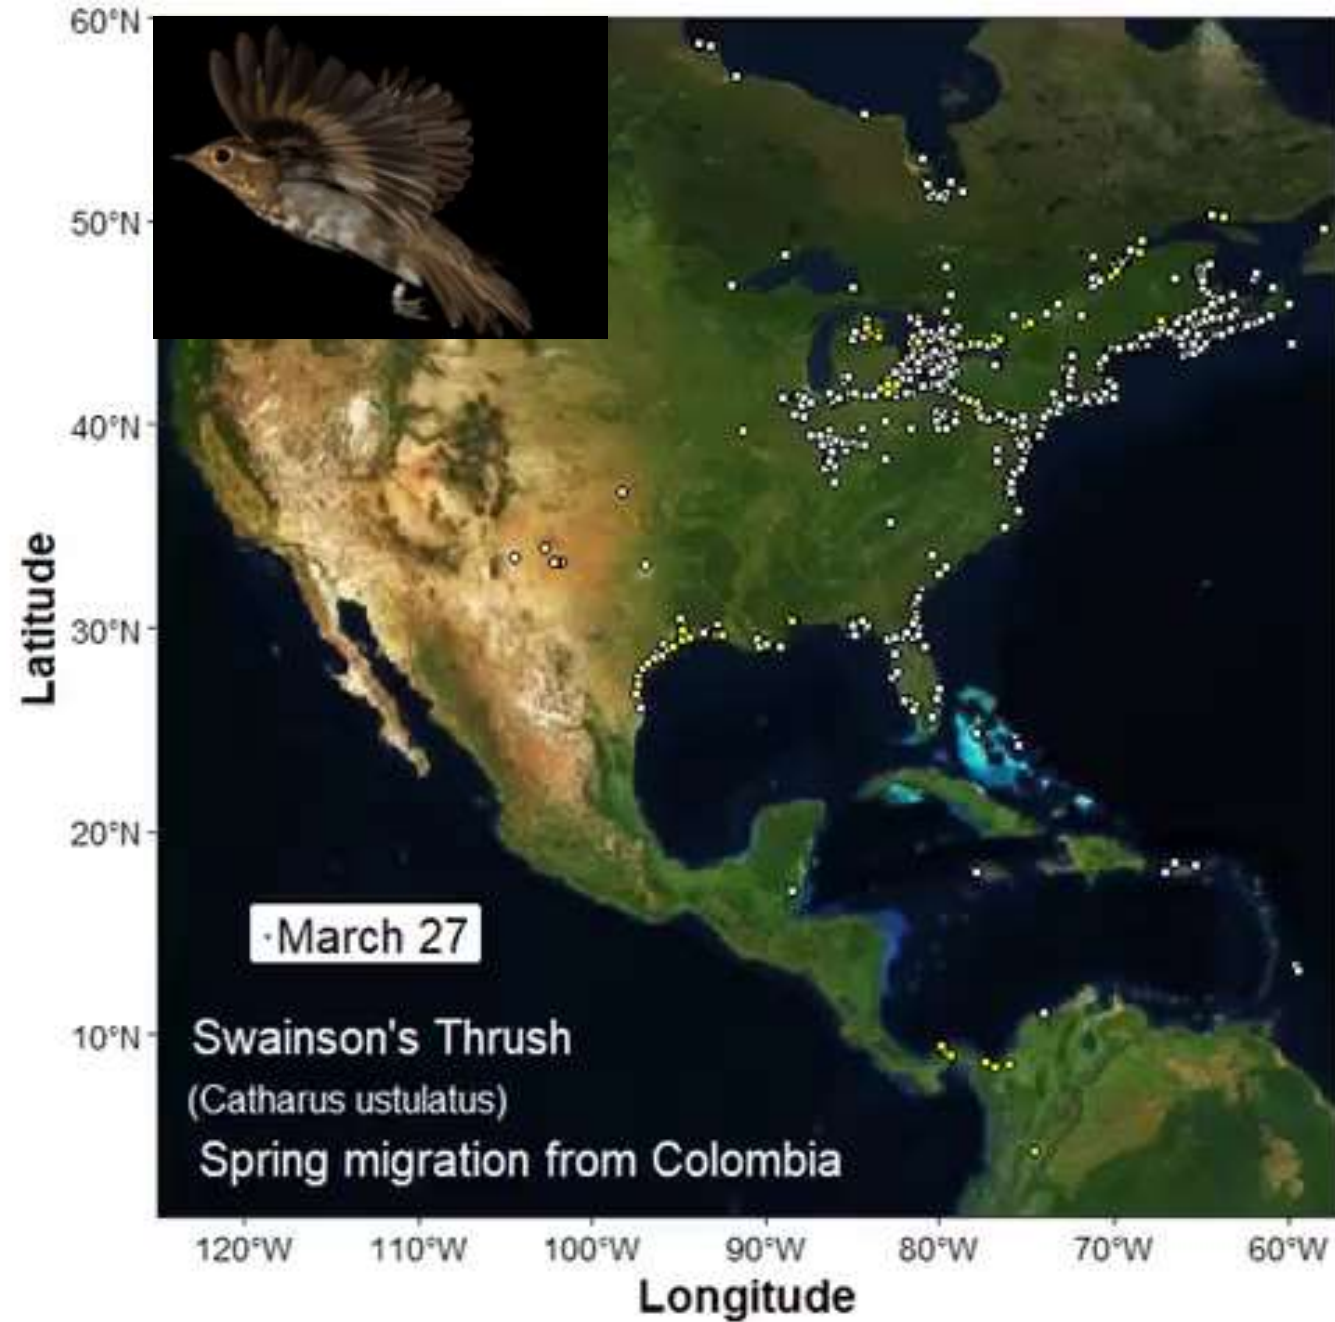 60°N
50°N
40°N
30°N
20°N
10°N
Latitude
March 27
Swainson's Thrush
(Catharus ustulatus)
Spring migration from Colombia
120°W 110°W 100°W 90°W 80°W 70°W 60°W
Longitude